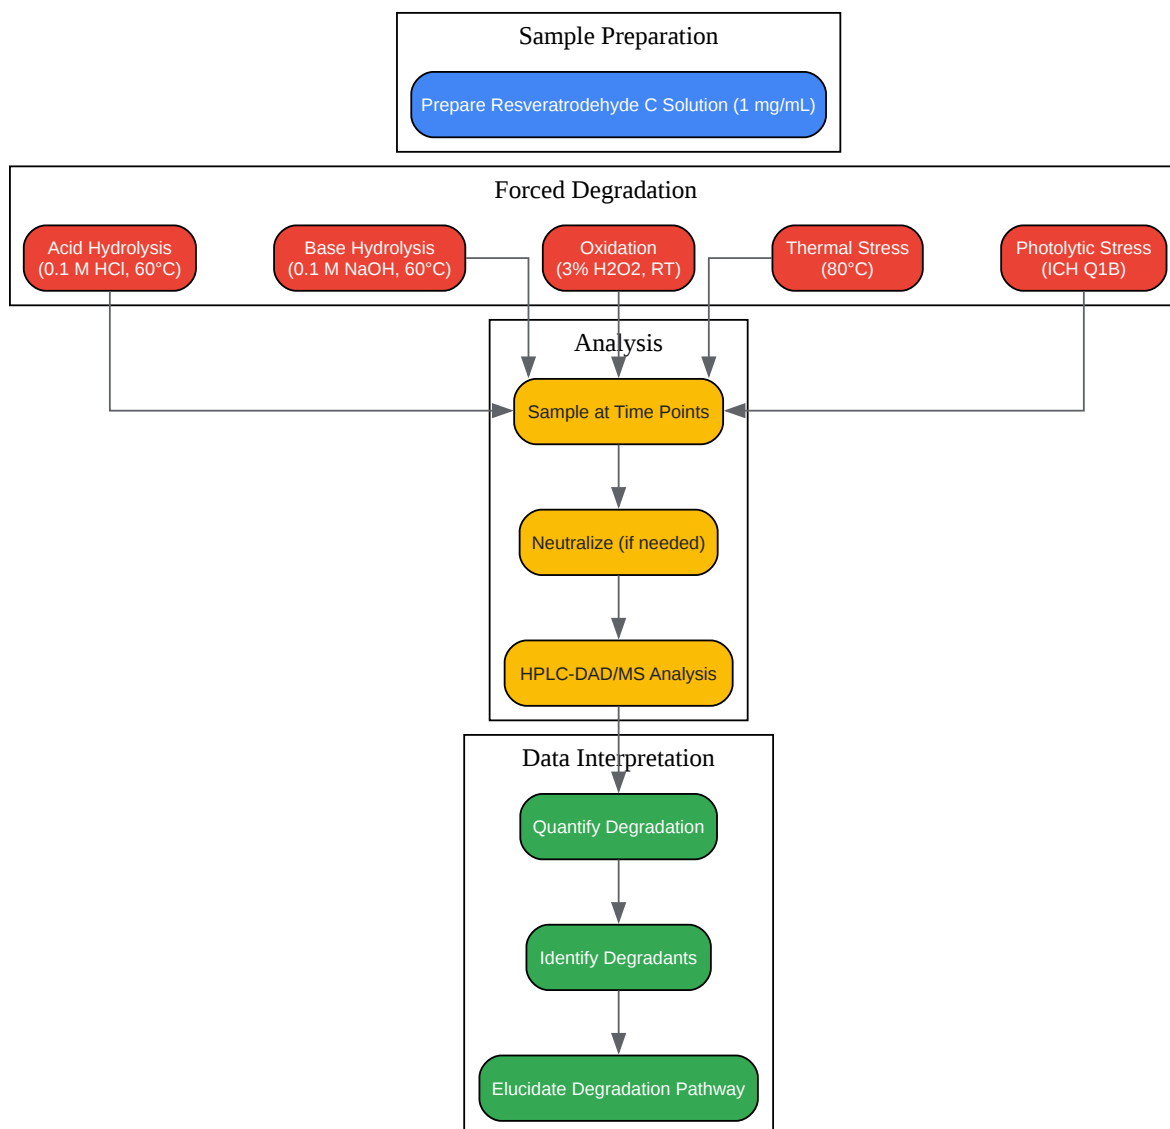 Sample Preparation
Prepare Resveratrodehyde C Solution (1 mg/mL)
Forced Degradation
Acid Hydrolysis
(0.1 M HCl, 60°C)
Base Hydrolysis
(0.1 M NaOH, 60°C)
Oxidation
(3% H2O2, RT)
Thermal Stress
(80°C)
Photolytic Stress
(ICH Q1B)
Analysis
Sample at Time Points
Neutralize (if needed)
HPLC-DAD/MS Analysis
Data Interpretation
Quantify Degradation
Identify Degradants
Elucidate Degradation Pathway